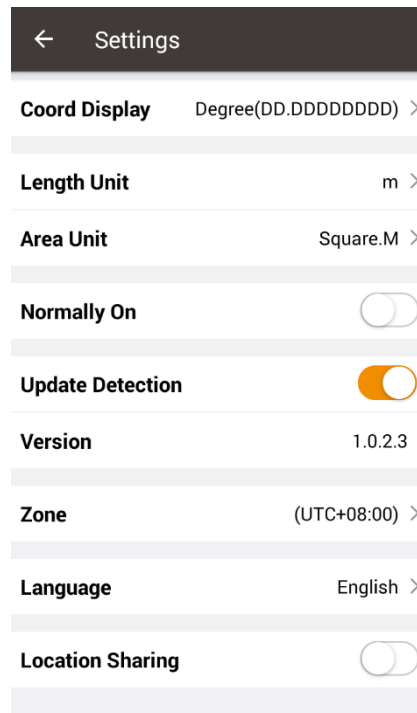 Settings
Coord Display Degree(DD.DDDDDDDD)
Length Unit m
Area Unit Square.M
Normally On
Update Detection
Version 1.0.2.3
Zone (UTC+08:00)
Language English
Location Sharing